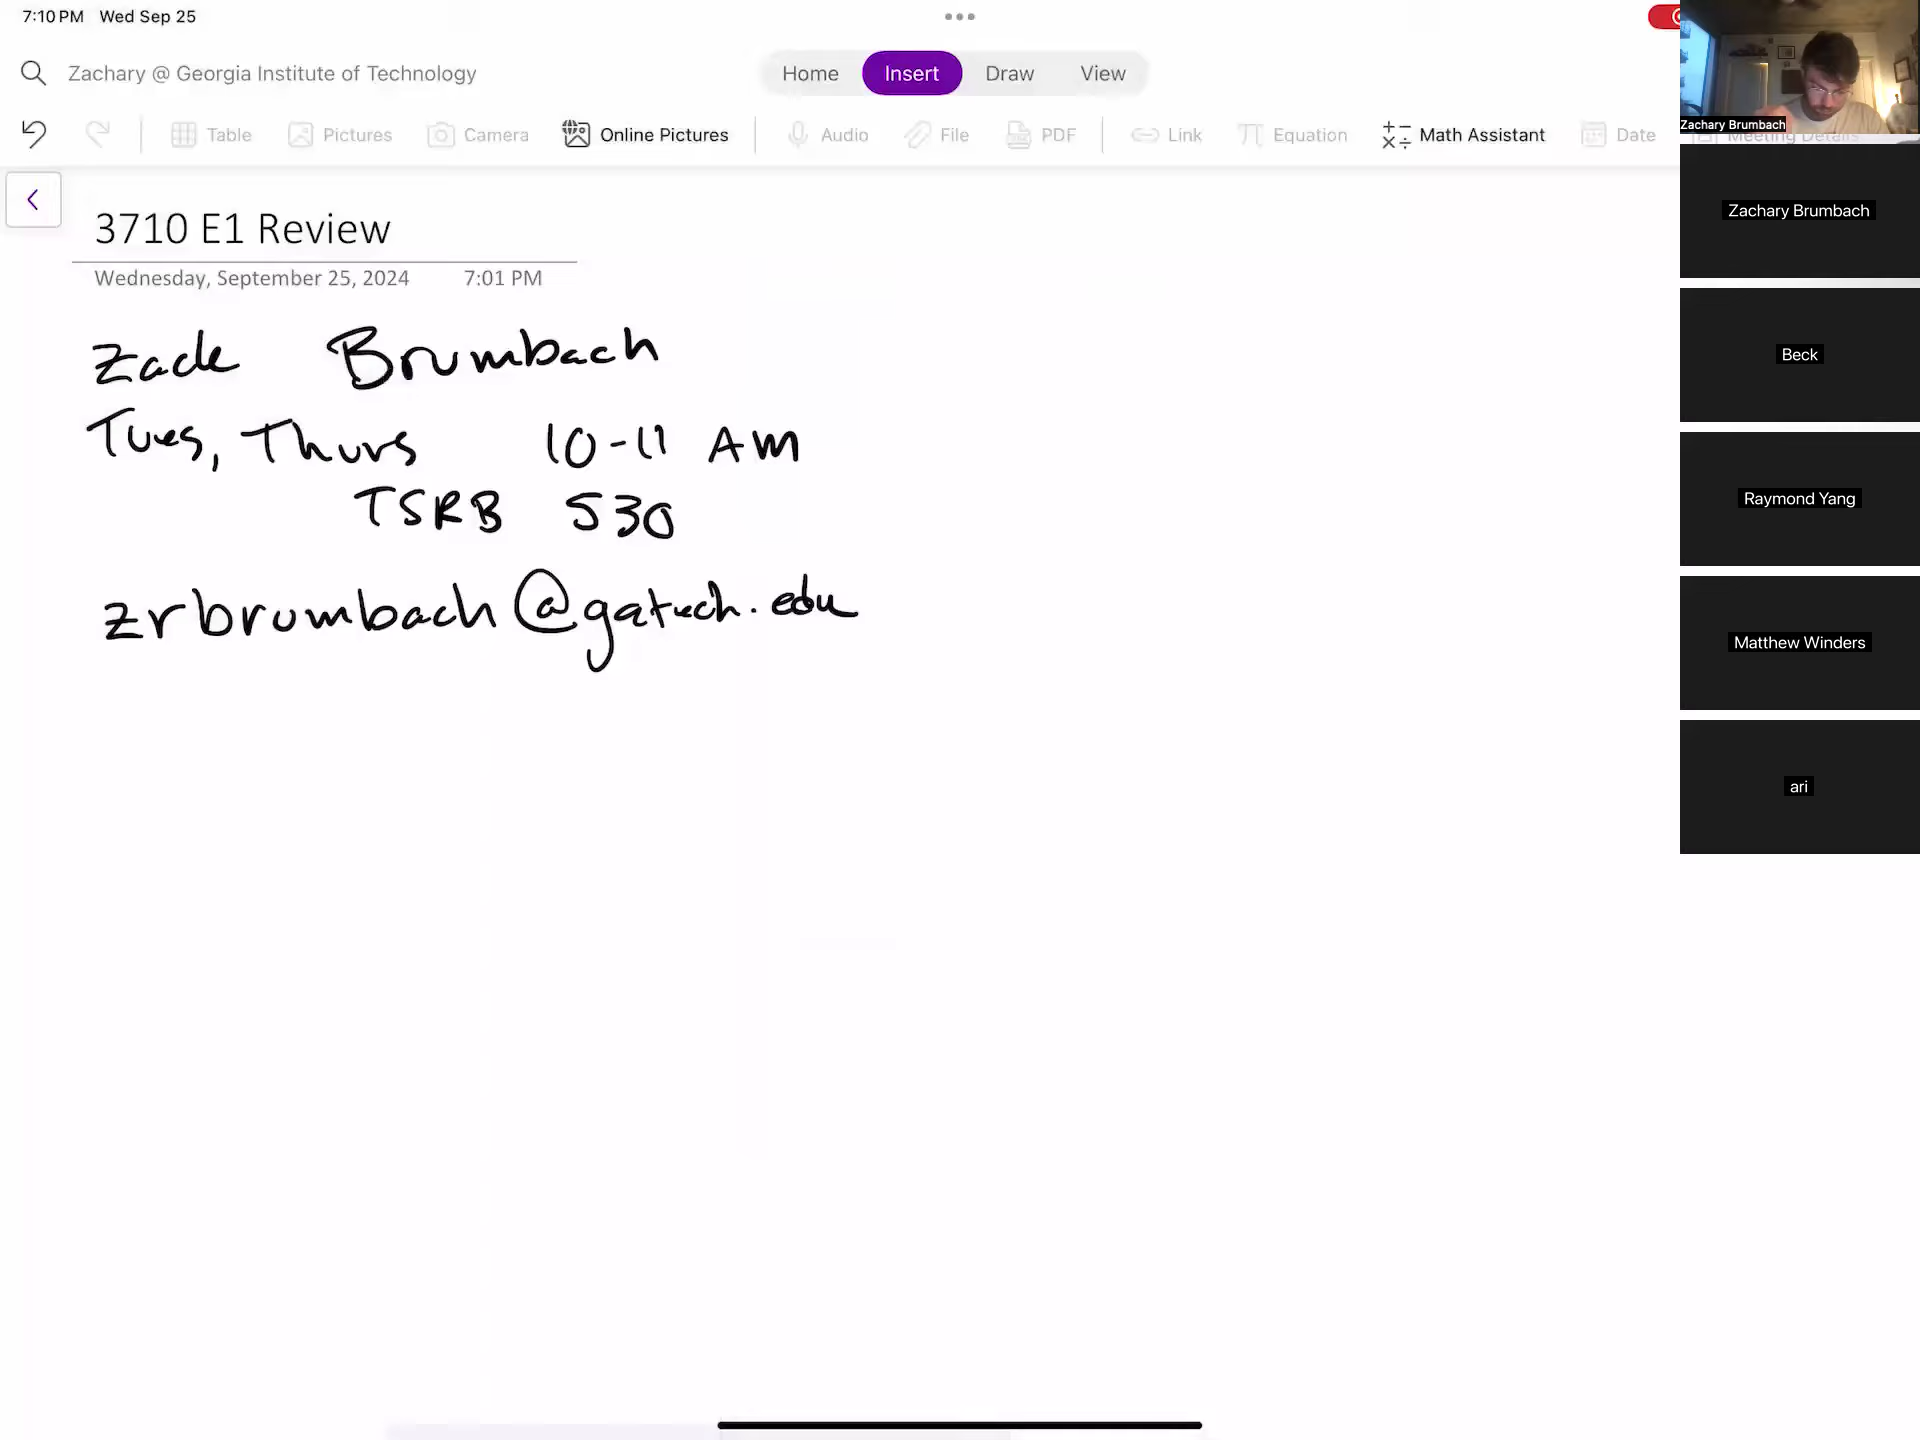 7:10 PM Wed Sep 25
Zachary @ Georgia Institute of Technology
Home Insert Draw View
Table Pictures Camera Online Pictures Audio File PDF Link Equation Math Assistant Date Meeting Details
3710 E1 Review
Wednesday, September 25, 2024 7:01 PM
Zack Brumbach
Tues, Thurs 10-11 AM
TSRB 530
zrbrumbach@gatech.edu
Zachary Brumbach
Zachary Brumbach
Beck
Raymond Yang
Matthew Winders
ari